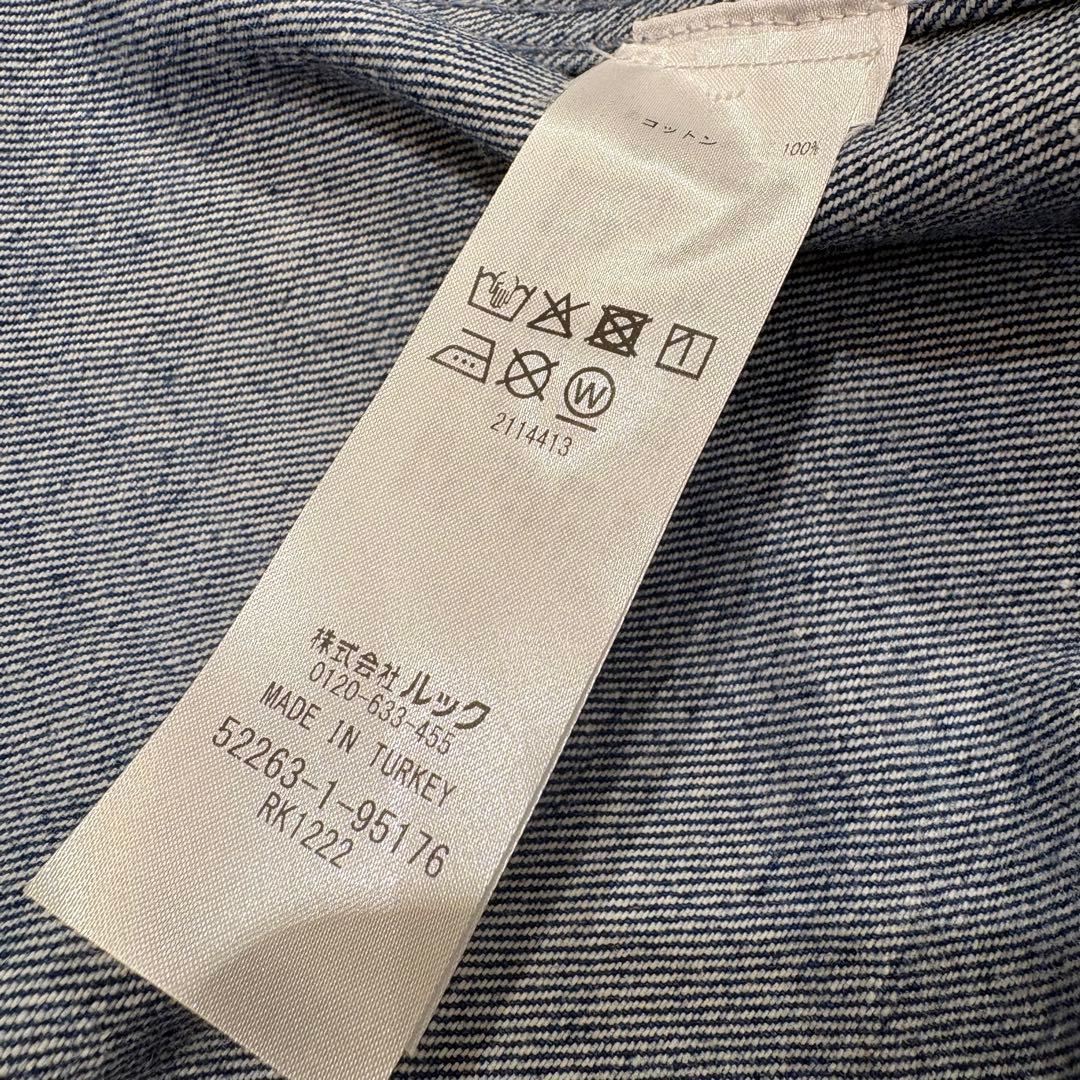 コットン 100%
W
2114413
株式会社ルック
0120-633-455
MADE IN TURKEY
52263-1-95176
RK1222